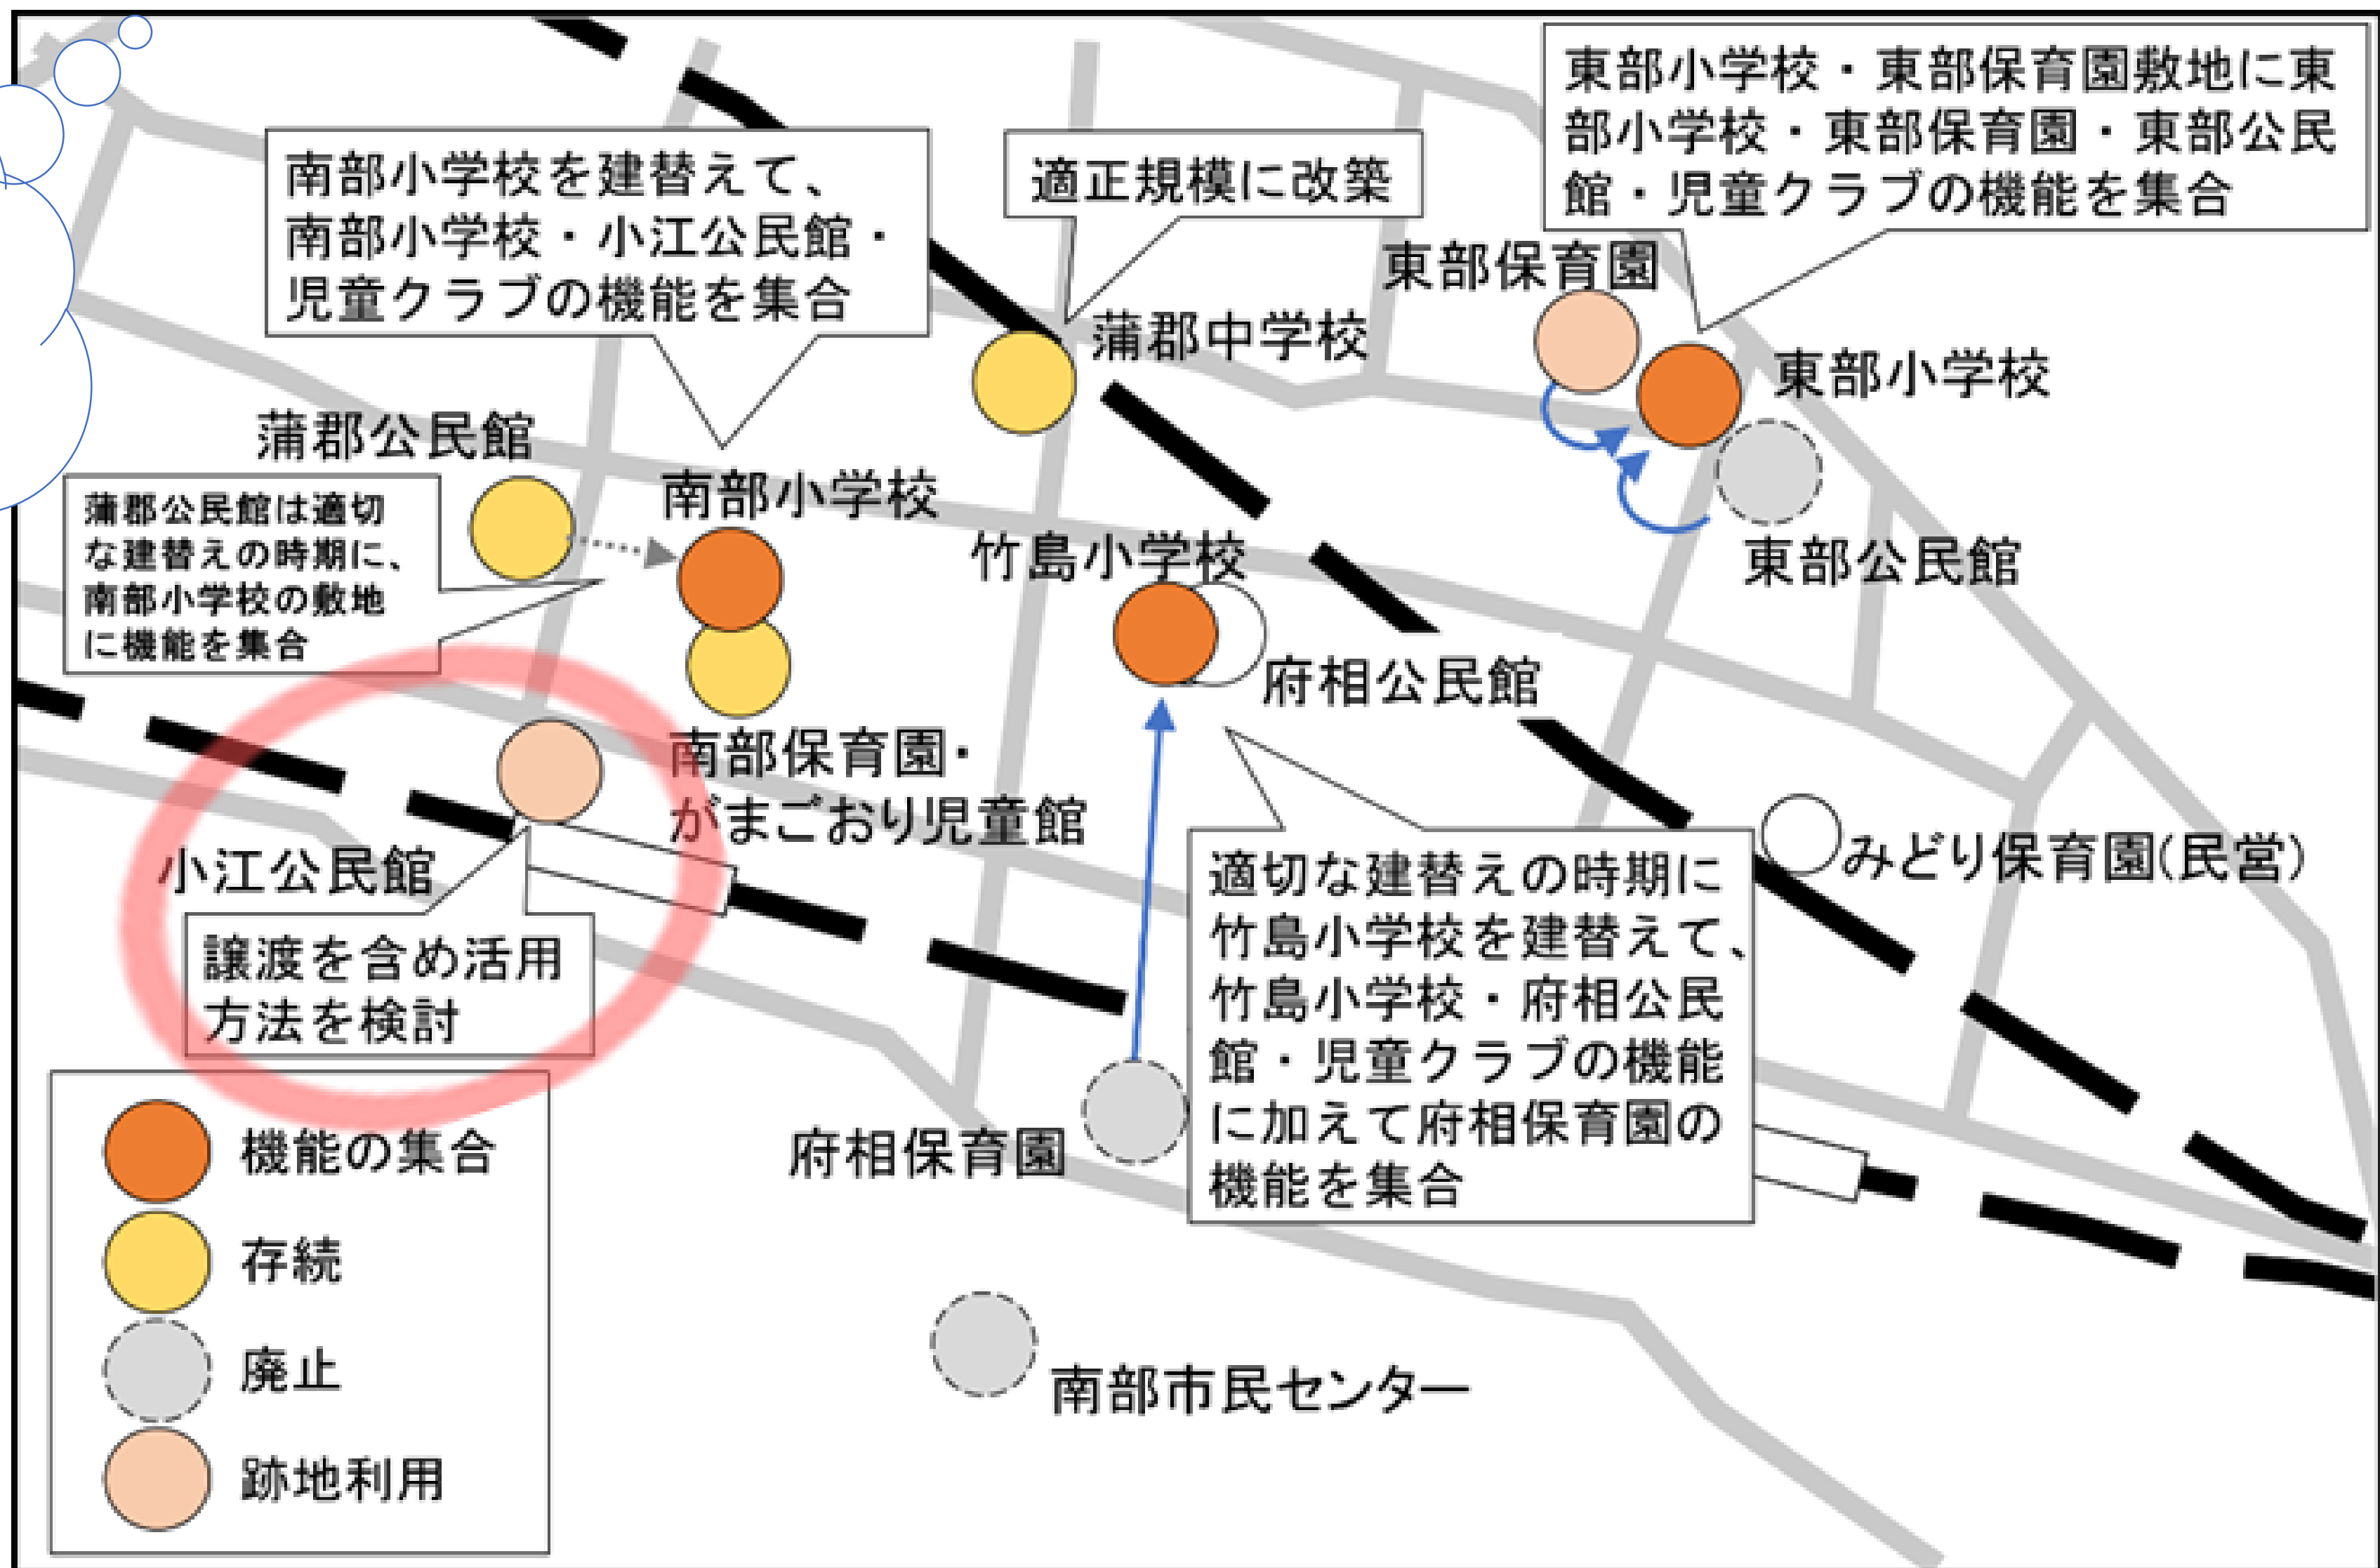 東部小学校・東部保育園敷地に東
部小学校・東部保育園・東部公民
館・児童クラブの機能を集合
南部小学校を建替えて、
南部小学校・小江公民館・
児童クラブの機能を集合
適正規模に改築
東部保育園
蒲郡中学校
東部小学校
蒲郡公民館
南部小学校
蒲郡公民館は適切
な建替えの時期に、
南部小学校の敷地
に機能を集合
竹島小学校
東部公民館
府相公民館
南部保育園・
がまごおり児童館
みどり保育園(民営)
小江公民館
譲渡を含め活用
方法を検討
適切な建替えの時期に
竹島小学校を建替えて、
竹島小学校・府相公民
館・児童クラブの機能
に加えて府相保育園の
機能を集合
府相保育園
南部市民センター
機能の集合
存続
廃止
跡地利用